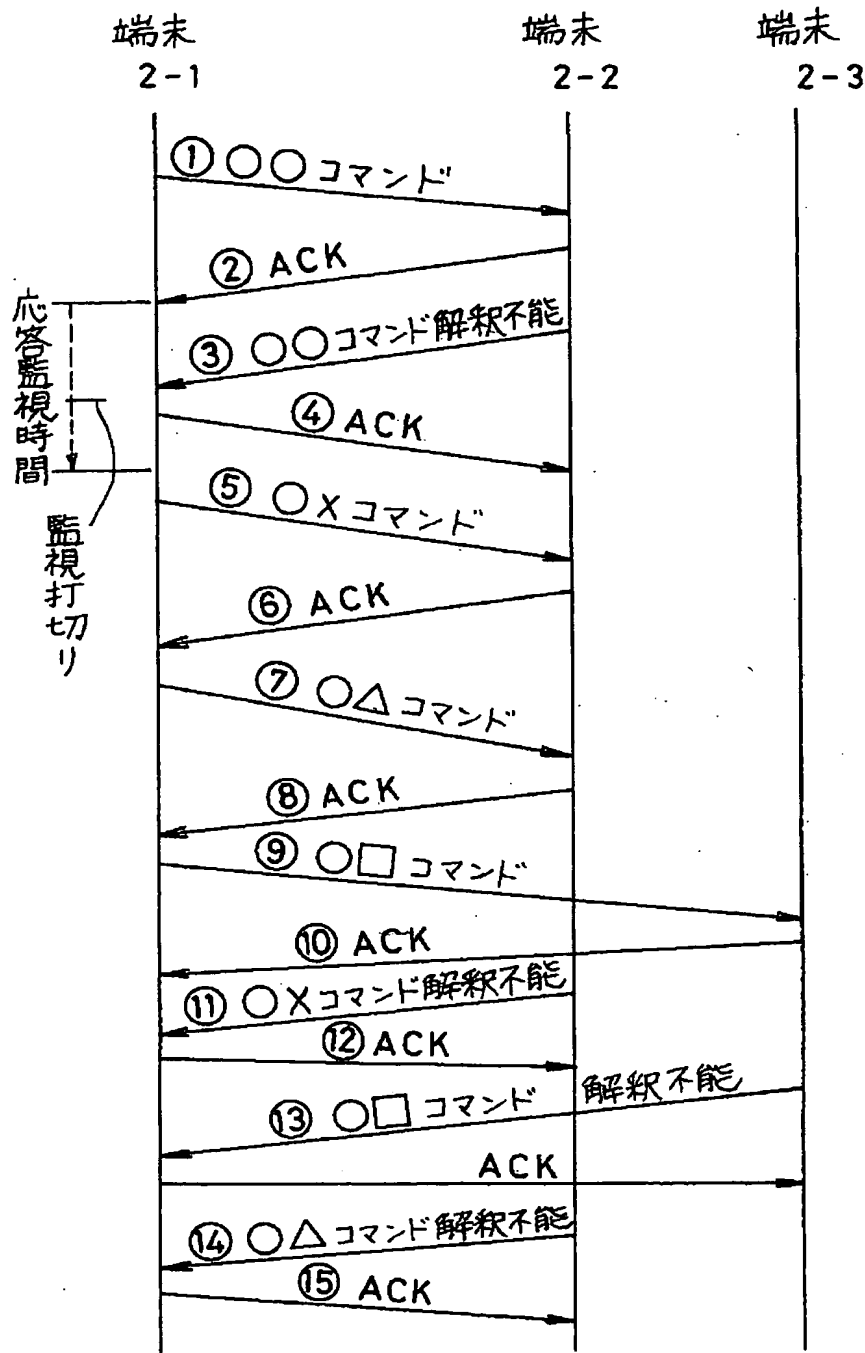 端末 端末 端末
2-1 2-2 2-3
① ○○コマンド
② ACK
応答監視時間
③ ○○コマンド解釈不能
④ ACK
⑤ ○×コマンド
監視打切り
⑥ ACK
⑦ ○△コマンド
⑧ ACK
⑨ ○□コマンド
⑩ ACK
⑪ ○×コマンド解釈不能
⑫ ACK
⑬ ○□コマンド 解釈不能
ACK
⑭ ○△コマンド解釈不能
⑮ ACK